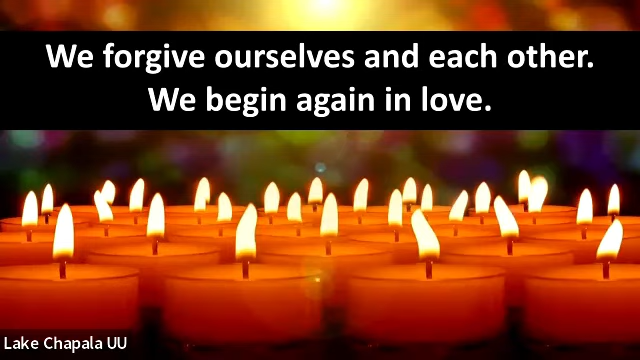 We forgive ourselves and each other.
We begin again in love.
Lake Chapala UU